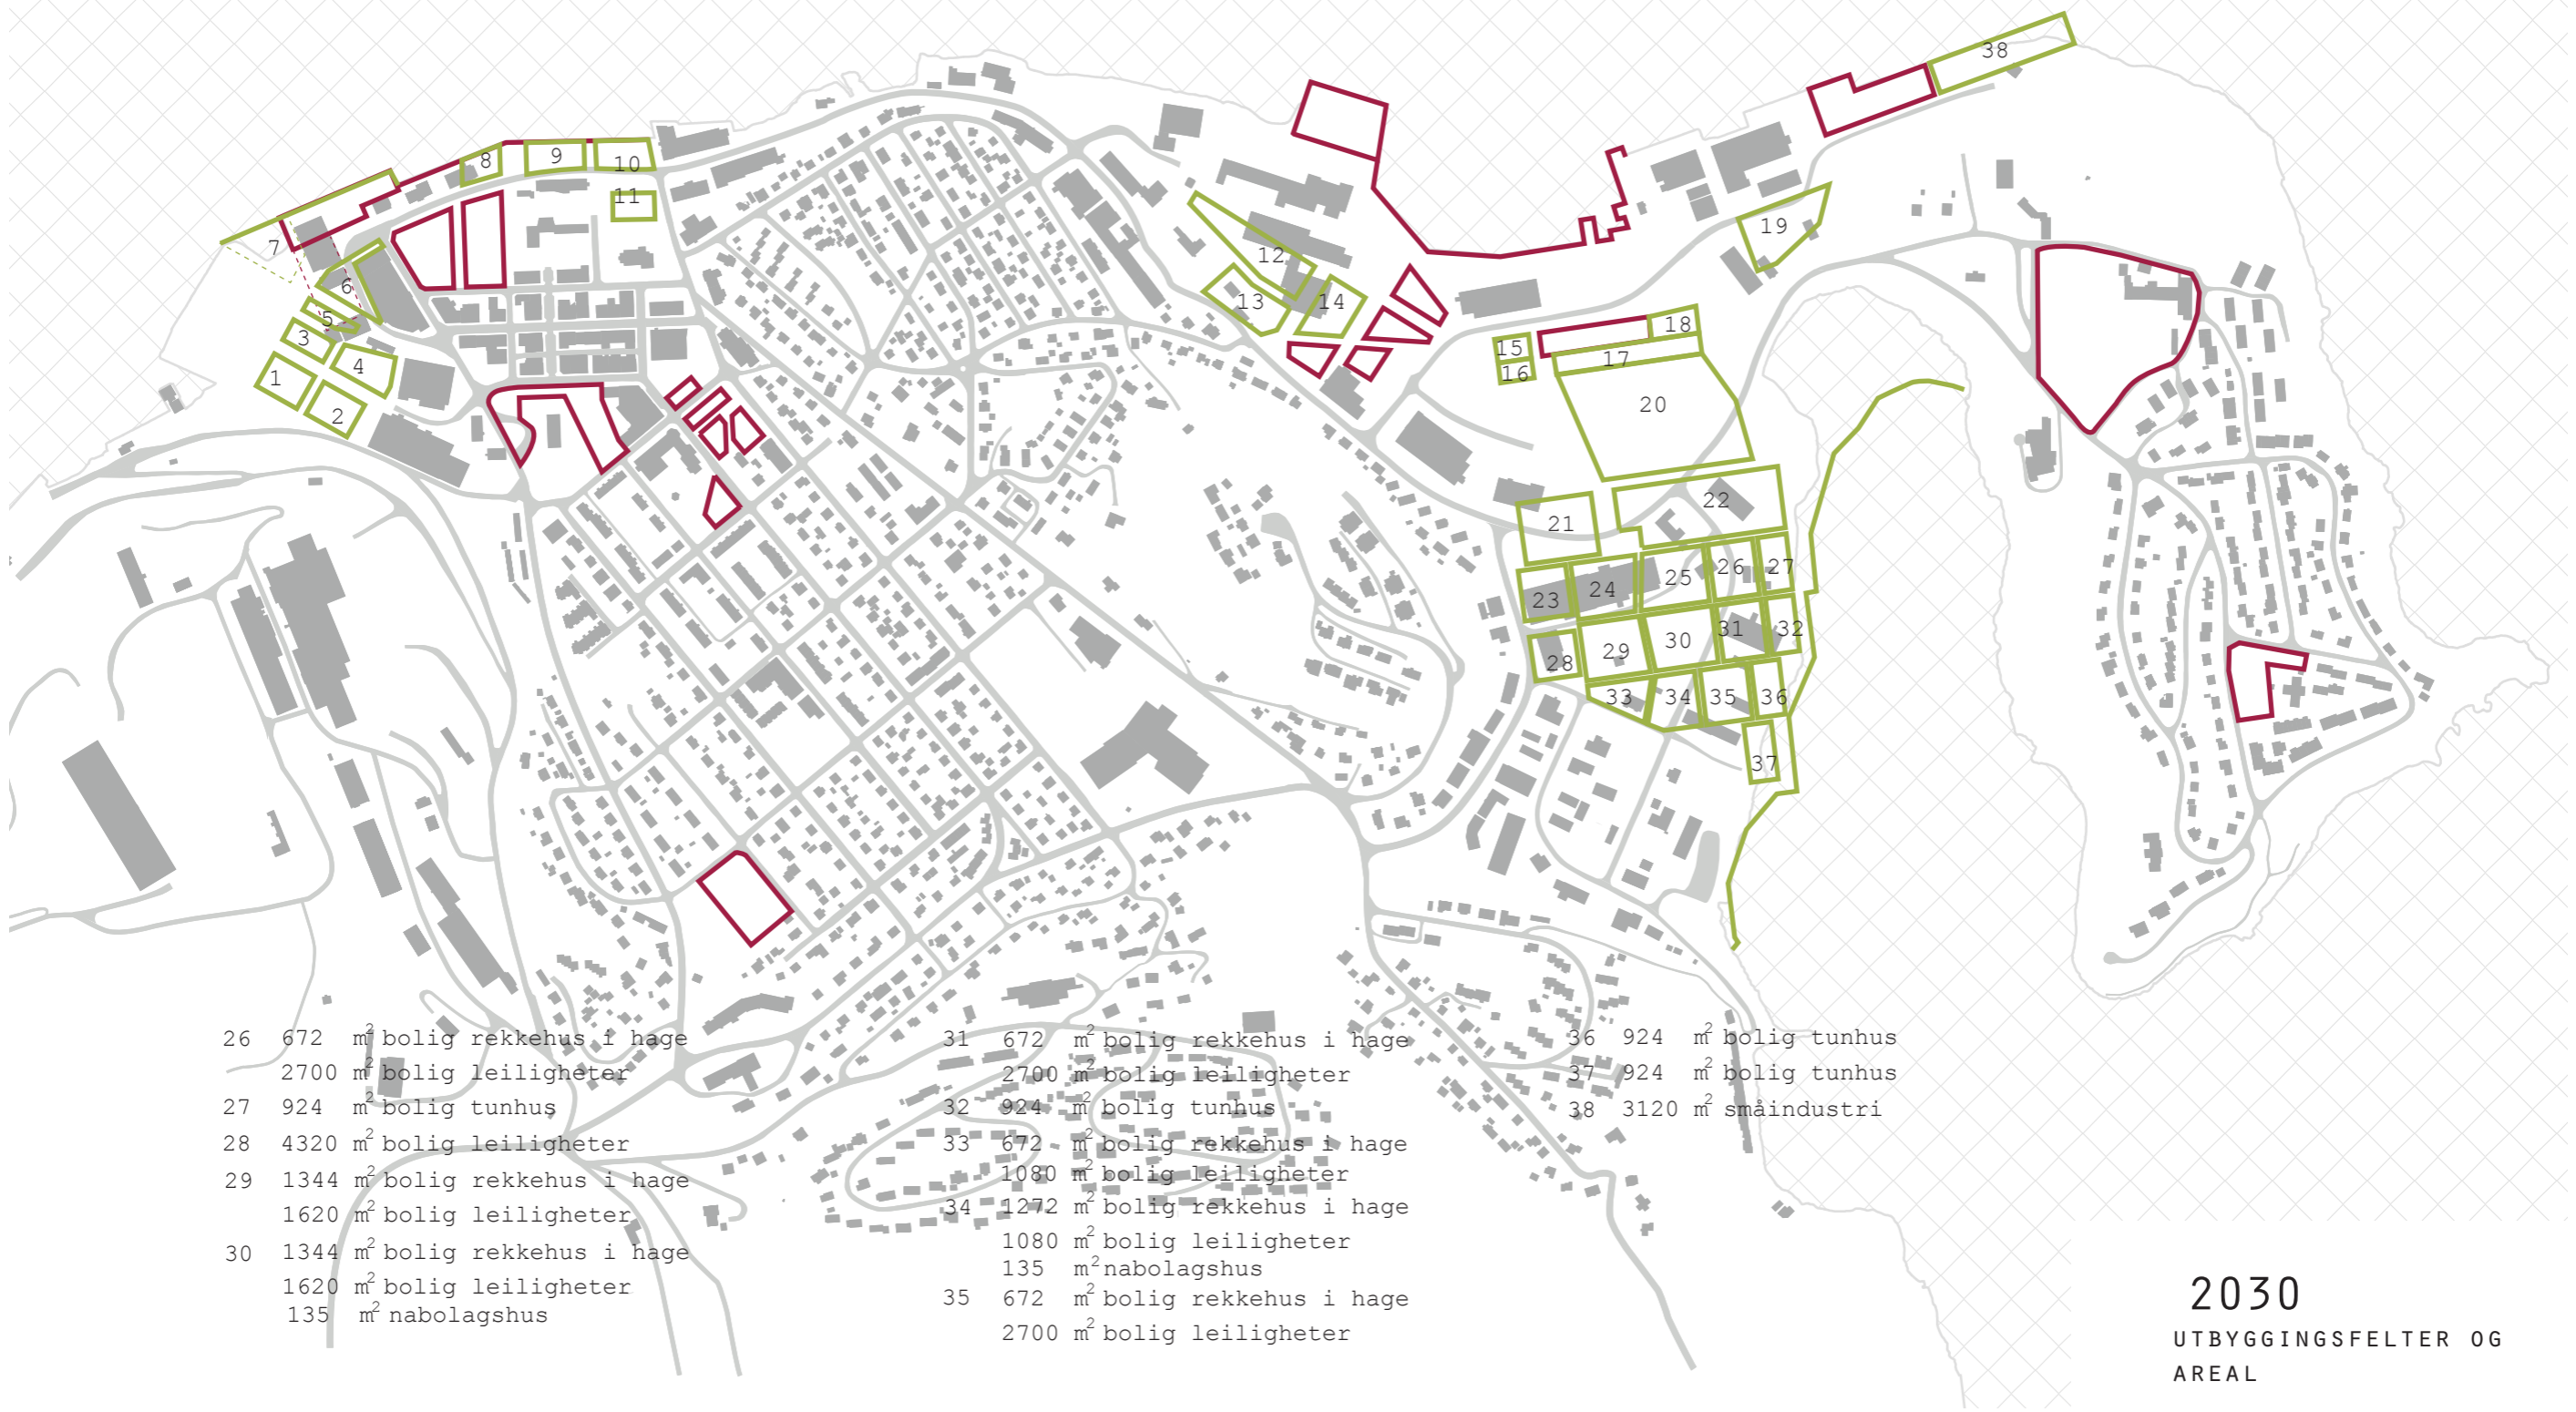 38
8
9
10
11
7
6
5
3
4
1
2
12
13
14
19
18
15
17
16
20
22
21
26
27
25
24
23
31
32
30
29
28
33
34
35
36
37
26 672 m² bolig rekkehus i hage
2700 m² bolig leiligheter
27 924 m² bolig tunhus
28 4320 m² bolig leiligheter
29 1344 m² bolig rekkehus i hage
1620 m² bolig leiligheter
30 1344 m² bolig rekkehus i hage
1620 m² bolig leiligheter
135 m² nabolagshus
31 672 m² bolig rekkehus i hage
2700 m² bolig leiligheter
32 924 m² bolig tunhus
33 672 m² bolig rekkehus i hage
1080 m² bolig leiligheter
34 1272 m² bolig rekkehus i hage
1080 m² bolig leiligheter
135 m² nabolagshus
35 672 m² bolig rekkehus i hage
2700 m² bolig leiligheter
36 924 m² bolig tunhus
37 924 m² bolig tunhus
38 3120 m² småindustri
2030
UTBYGGINGSFELTER OG
AREAL